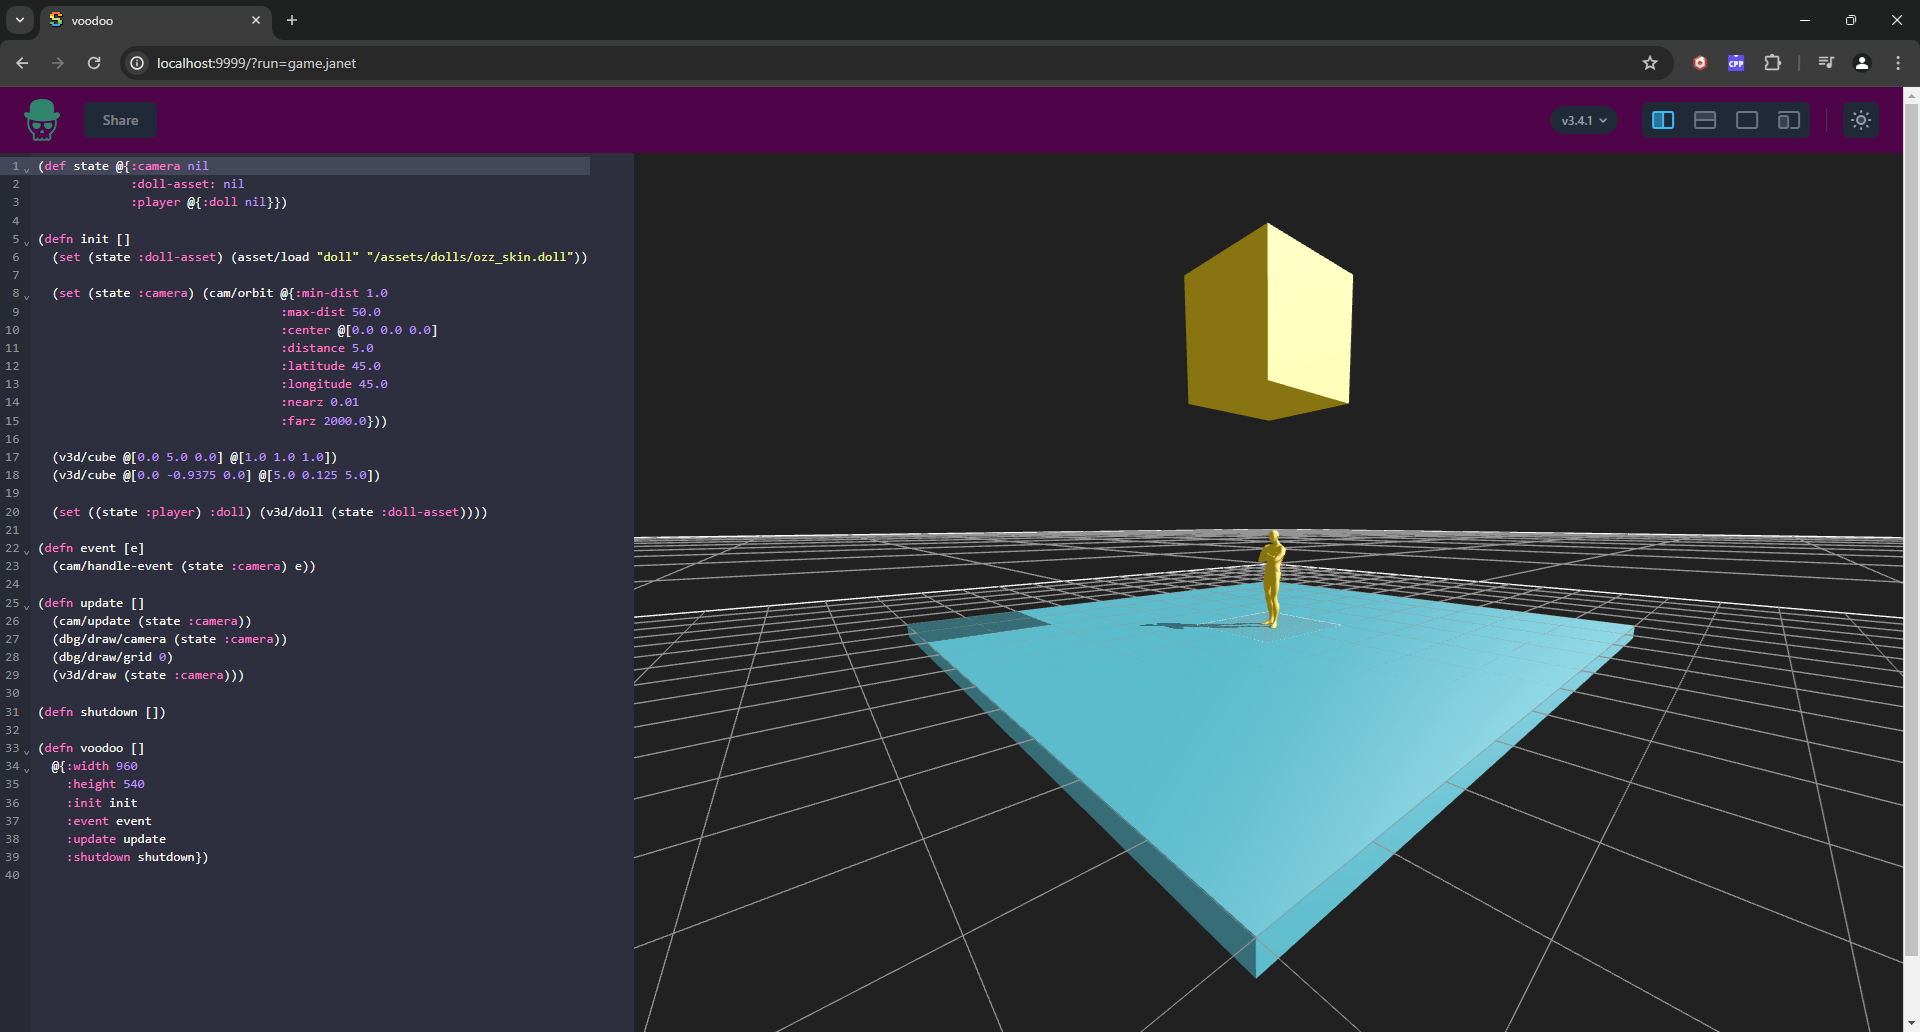 voodoo
localhost:9999/?run=game.janet
CPP
Share
v3.4.1
1 (def state @{:camera nil
2 :doll-asset: nil
3 :player @{:doll nil}})
4
5 (defn init []
6 (set (state :doll-asset) (asset/load "doll" "/assets/dolls/ozz_skin.doll"))
7
8 (set (state :camera) (cam/orbit @{:min-dist 1.0
9 :max-dist 50.0
10 :center @[0.0 0.0 0.0]
11 :distance 5.0
12 :latitude 45.0
13 :longitude 45.0
14 :nearz 0.01
15 :farz 2000.0}))
16
17 (v3d/cube @[0.0 5.0 0.0] @[1.0 1.0 1.0])
18 (v3d/cube @[0.0 -0.9375 0.0] @[5.0 0.125 5.0])
19
20 (set ((state :player) :doll) (v3d/doll (state :doll-asset))))
21
22 (defn event [e]
23 (cam/handle-event (state :camera) e))
24
25 (defn update []
26 (cam/update (state :camera))
27 (dbg/draw/camera (state :camera))
28 (dbg/draw/grid 0)
29 (v3d/draw (state :camera)))
30
31 (defn shutdown [])
32
33 (defn voodoo []
34 @{:width 960
35 :height 540
36 :init init
37 :event event
38 :update update
39 :shutdown shutdown})
40